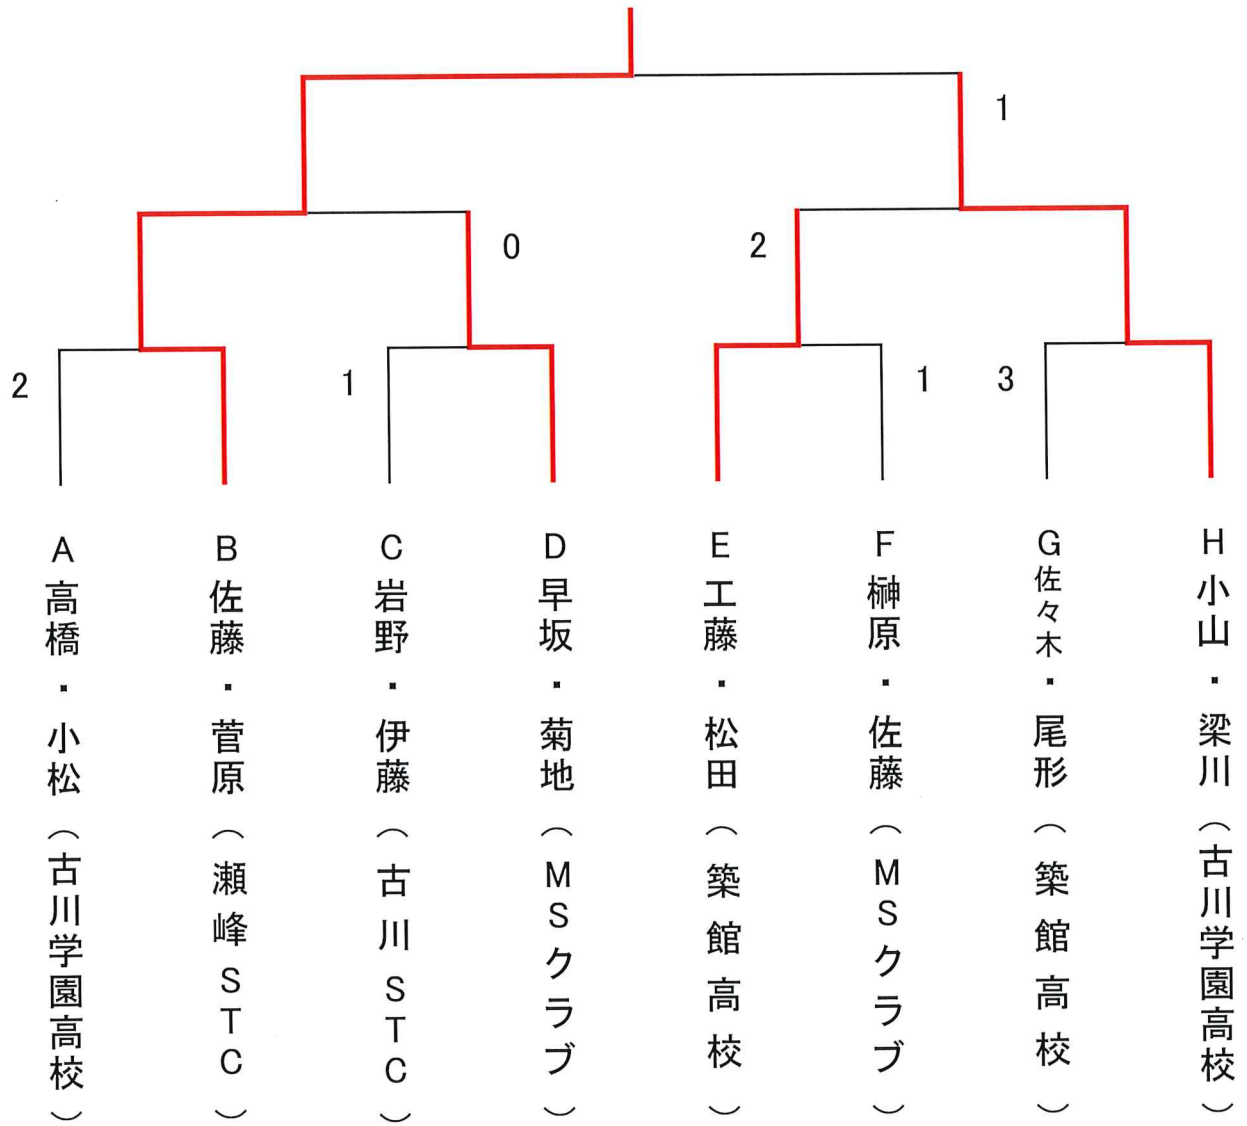 1
0
2
2
1
1
3
A 高橋・小松（古川学園高校）
B 佐藤・菅原（瀬峰STC）
C 岩野・伊藤（古川STC）
D 早坂・菊地（MSクラブ）
E 工藤・松田（築館高校）
F 榊原・佐藤（MSクラブ）
G 佐々木・尾形（築館高校）
H 小山・梁川（古川学園高校）